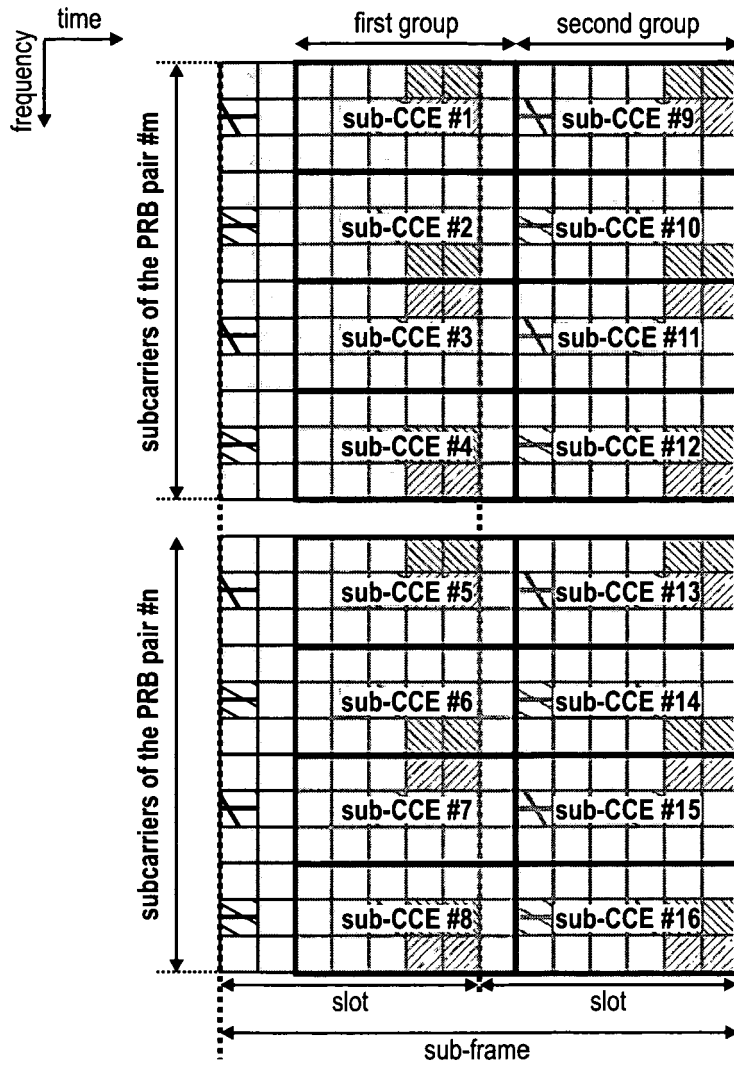 time
first group
second group
frequency
subcarriers of the PRB pair #m
sub-CCE #1
sub-CCE #9
sub-CCE #2
sub-CCE #10
sub-CCE #3
sub-CCE #11
sub-CCE #4
sub-CCE #12
subcarriers of the PRB pair #n
sub-CCE #5
sub-CCE #13
sub-CCE #6
sub-CCE #14
sub-CCE #7
sub-CCE #15
sub-CCE #8
sub-CCE #16
slot
slot
sub-frame